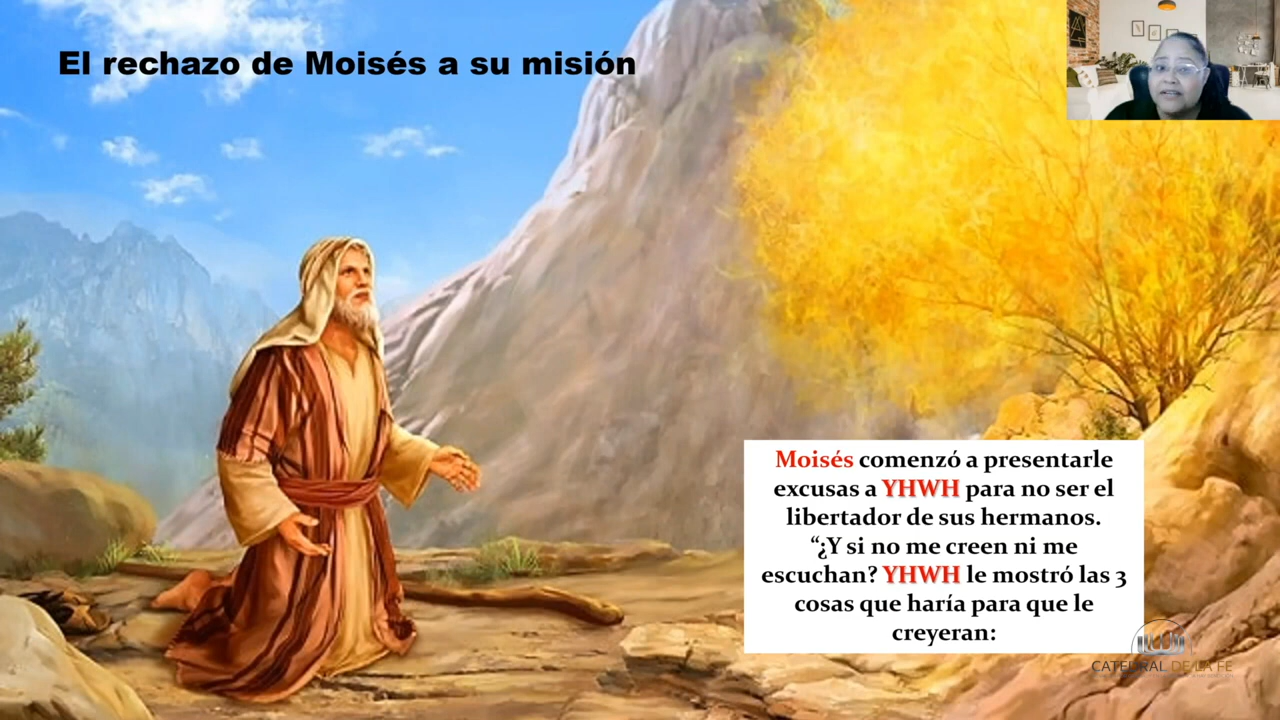 El rechazo de Moisés a su misión
Moisés comenzó a presentarle
excusas a YHWH para no ser el
libertador de sus hermanos.
“¿Y si no me creen ni me
escuchan? YHWH le mostró las 3
cosas que haría para que le
creyeran:
CATEDRAL DE LA FE